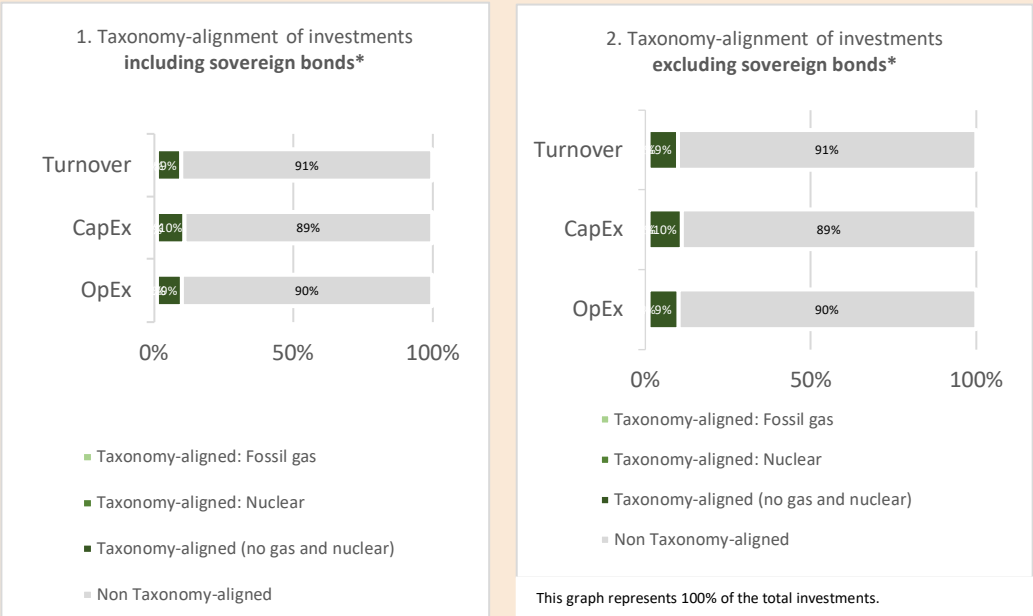 1. Taxonomy-alignment of investments
including sovereign bonds*
Turnover
9%
91%
CapEx
10%
89%
OpEx
9%
90%
0%
50%
100%
Taxonomy-aligned: Fossil gas
Taxonomy-aligned: Nuclear
Taxonomy-aligned (no gas and nuclear)
Non Taxonomy-aligned
2. Taxonomy-alignment of investments
excluding sovereign bonds*
Turnover
9%
91%
CapEx
10%
89%
OpEx
9%
90%
0%
50%
100%
Taxonomy-aligned: Fossil gas
Taxonomy-aligned: Nuclear
Taxonomy-aligned (no gas and nuclear)
Non Taxonomy-aligned
This graph represents 100% of the total investments.